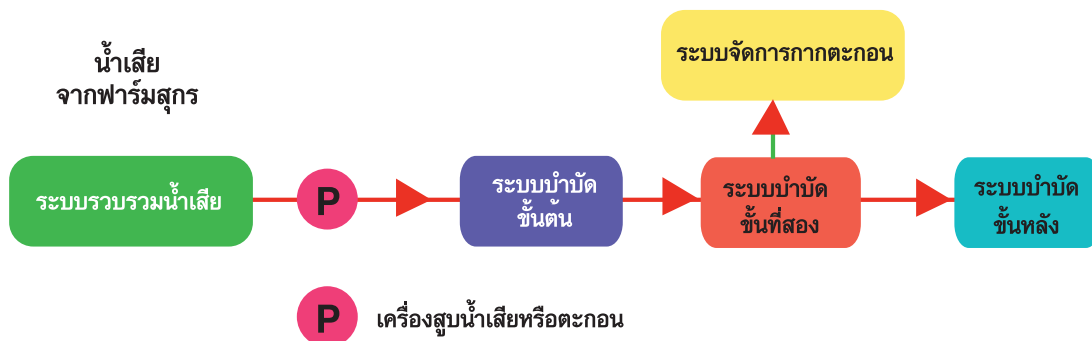 น้ำเสีย
จากฟาร์มสุกร
ระบบจัดการกากตะกอน
ระบบรวบรวมน้ำเสีย
P
ระบบบำบัด
ขั้นต้น
ระบบบำบัด
ขั้นที่สอง
ระบบบำบัด
ขั้นหลัง
P
เครื่องสูบน้ำเสียหรือตะกอน